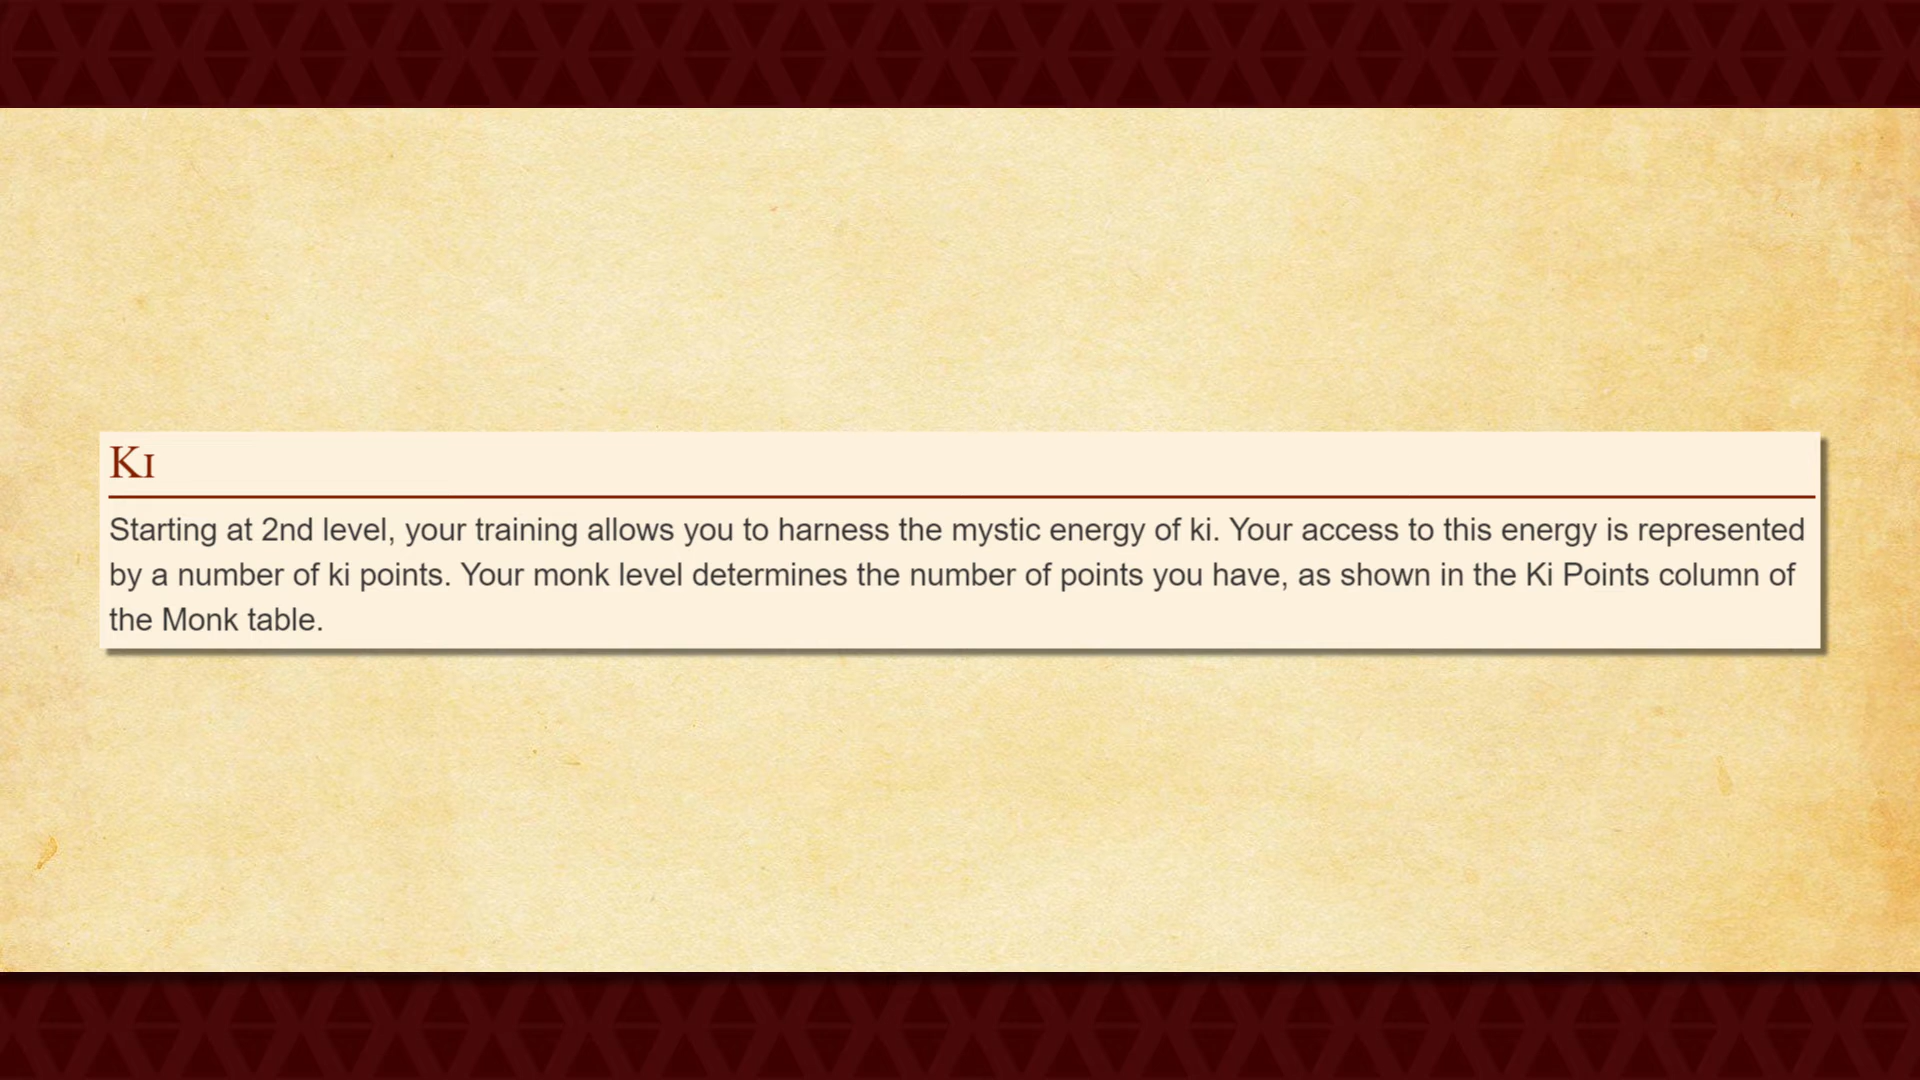 Ki
Starting at 2nd level, your training allows you to harness the mystic energy of ki. Your access to this energy is represented
by a number of ki points. Your monk level determines the number of points you have, as shown in the Ki Points column of
the Monk table.